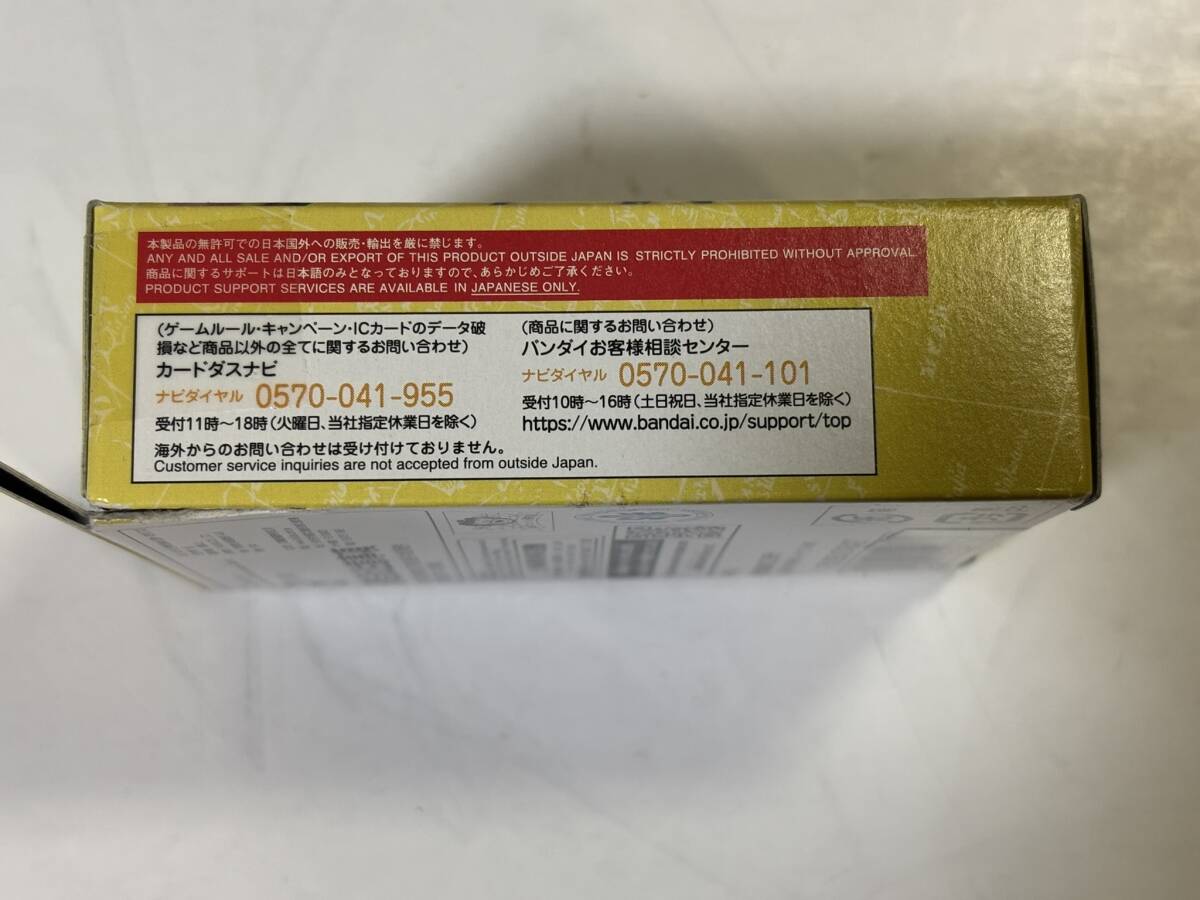 本製品の無許可での日本国外への販売・輸出を厳に禁じます。
ANY AND ALL SALE AND/OR EXPORT OF THIS PRODUCT OUTSIDE JAPAN IS STRICTLY PROHIBITED WITHOUT APPROVAL.
商品に関するサポートは日本語のみとなっておりますので、あらかじめご了承ください。
PRODUCT SUPPORT SERVICES ARE AVAILABLE IN JAPANESE ONLY.
(ゲームルール・キャンペーン・ICカードのデータ破
損など商品以外の全てに関するお問い合わせ)
カードダスナビ
ナビダイヤル 0570-041-955
受付11時〜18時(火曜日、当社指定休業日を除く)
(商品に関するお問い合わせ)
バンダイお客様相談センター
ナビダイヤル 0570-041-101
受付10時〜16時(土日祝日、当社指定休業日を除く)
https://www.bandai.co.jp/support/top
海外からのお問い合わせは受け付けておりません。
Customer service inquiries are not accepted from outside Japan.